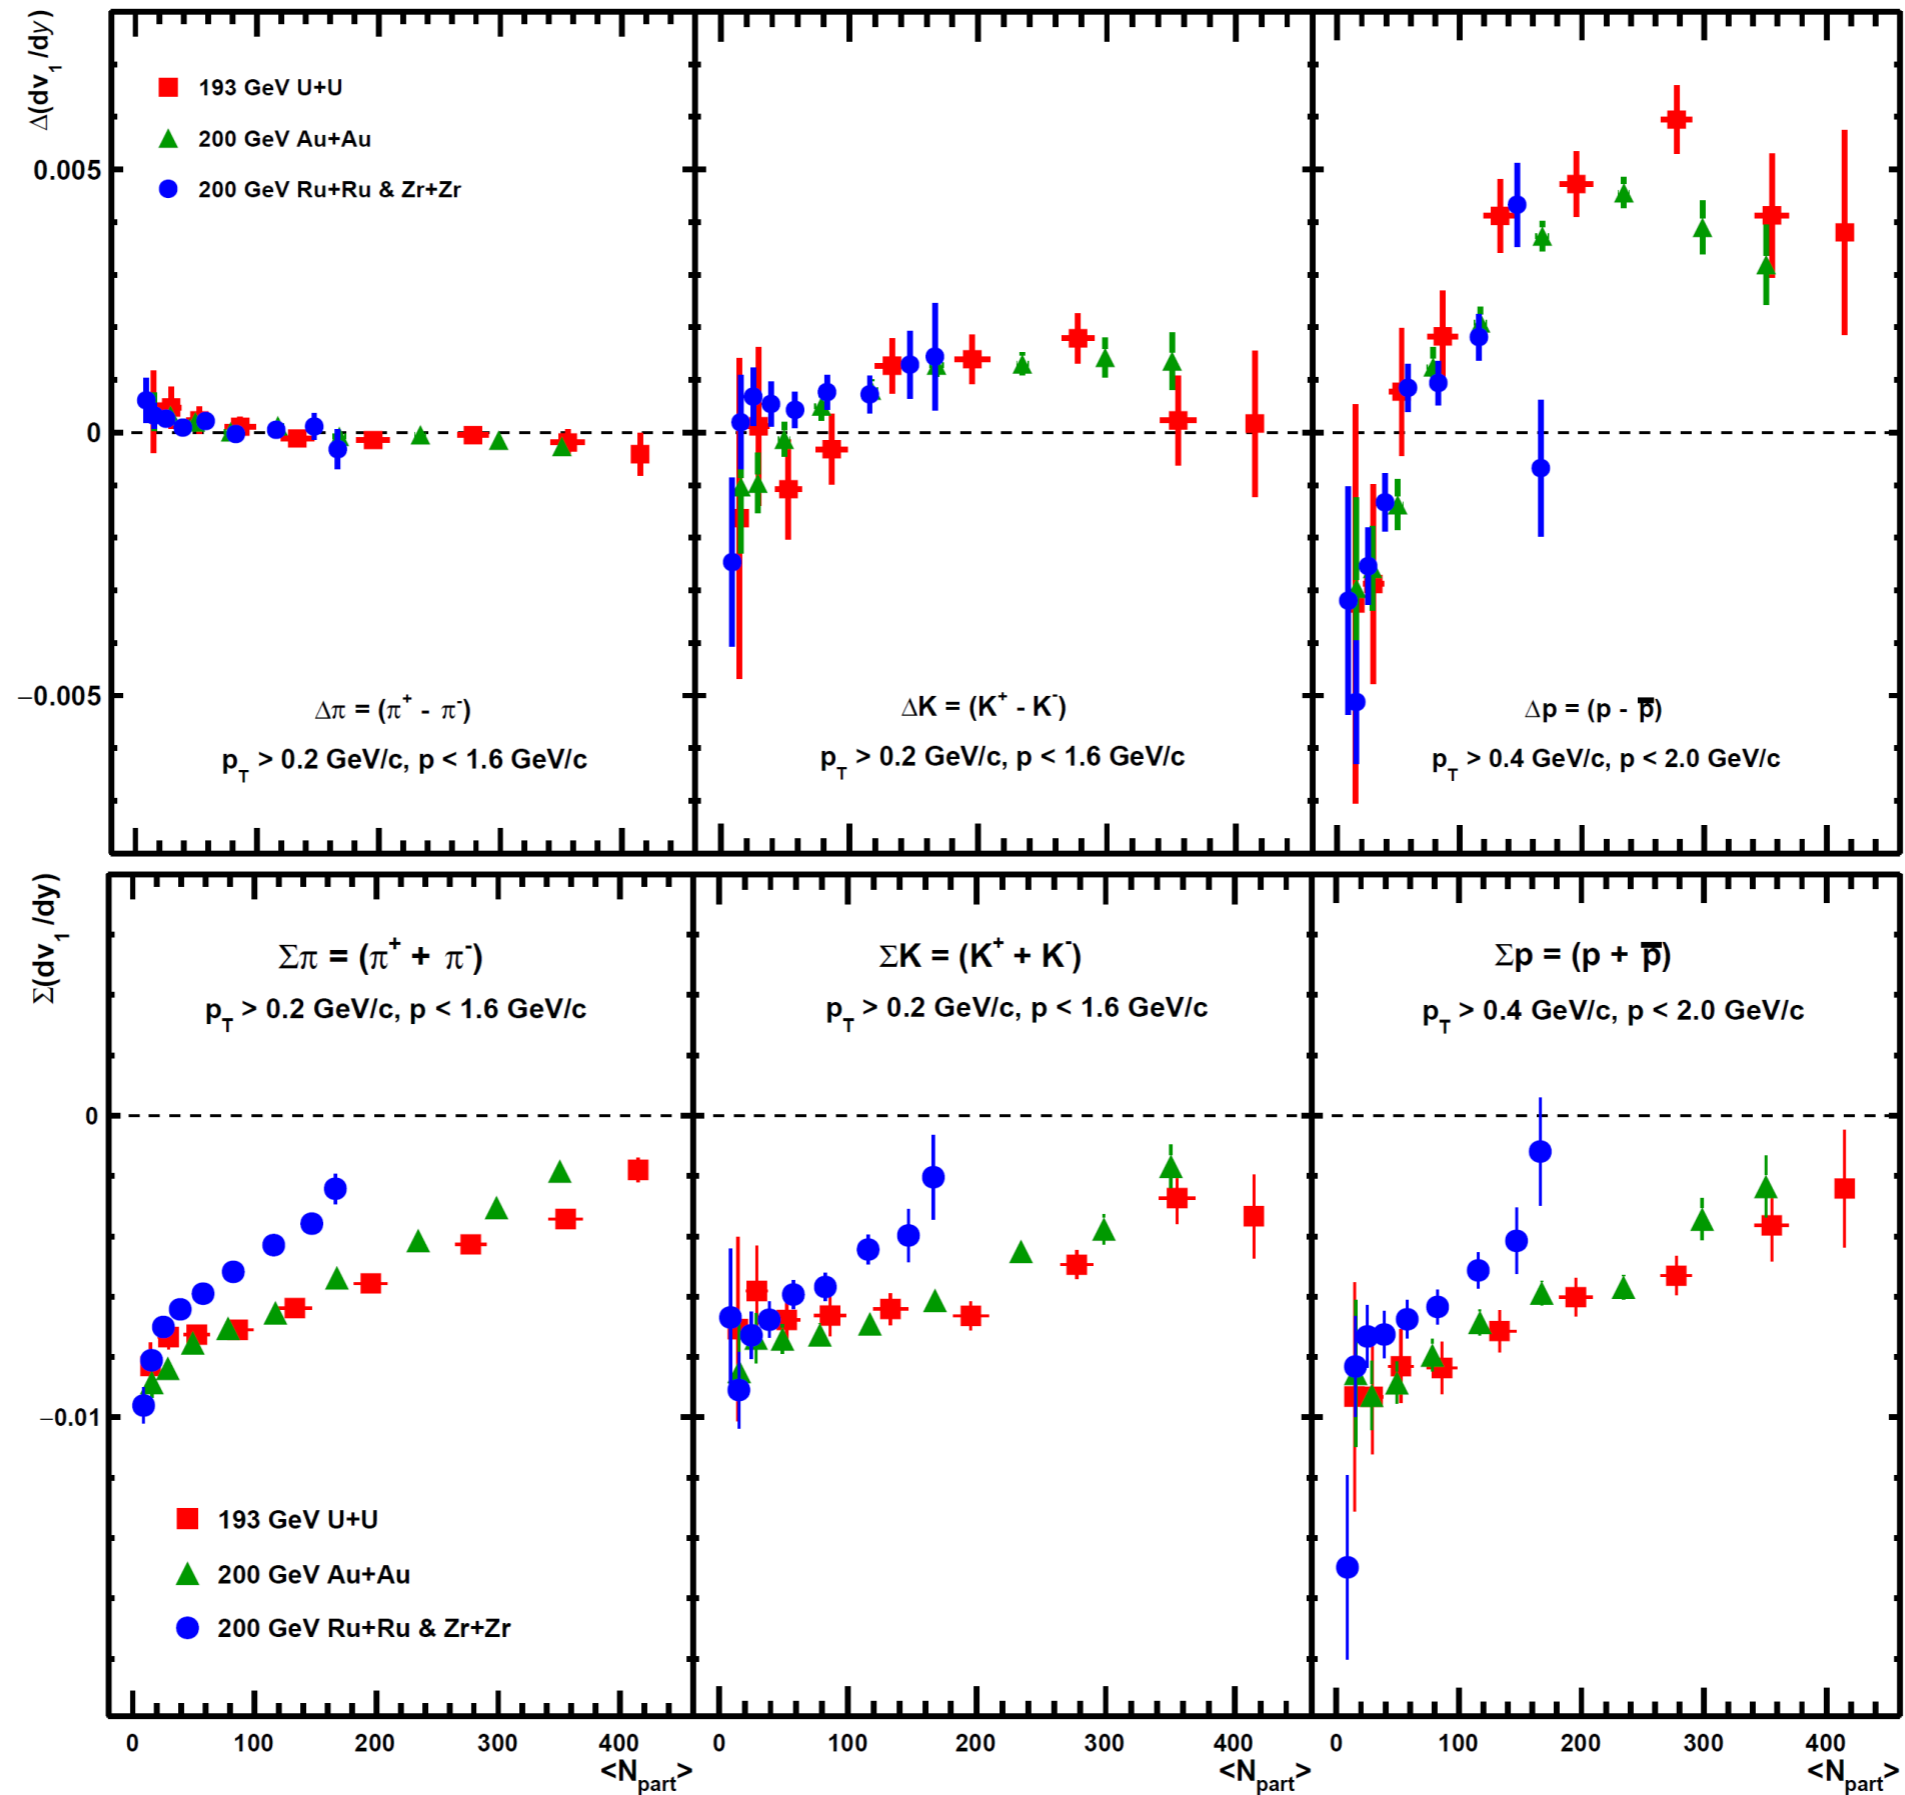 Δ(dv1/dy)
193 GeV U+U
200 GeV Au+Au
200 GeV Ru+Ru & Zr+Zr
0.005
0
−0.005
Δπ = (π+ - π-)
pT > 0.2 GeV/c, p < 1.6 GeV/c
ΔK = (K+ - K-)
pT > 0.2 GeV/c, p < 1.6 GeV/c
Δp = (p - p̅)
pT > 0.4 GeV/c, p < 2.0 GeV/c
Σ(dv1/dy)
Σπ = (π+ + π-)
pT > 0.2 GeV/c, p < 1.6 GeV/c
ΣK = (K+ + K-)
pT > 0.2 GeV/c, p < 1.6 GeV/c
Σp = (p + p̅)
pT > 0.4 GeV/c, p < 2.0 GeV/c
0
−0.01
193 GeV U+U
200 GeV Au+Au
200 GeV Ru+Ru & Zr+Zr
0 100 200 300 400
<Npart>
0 100 200 300 400
<Npart>
0 100 200 300 400
<Npart>